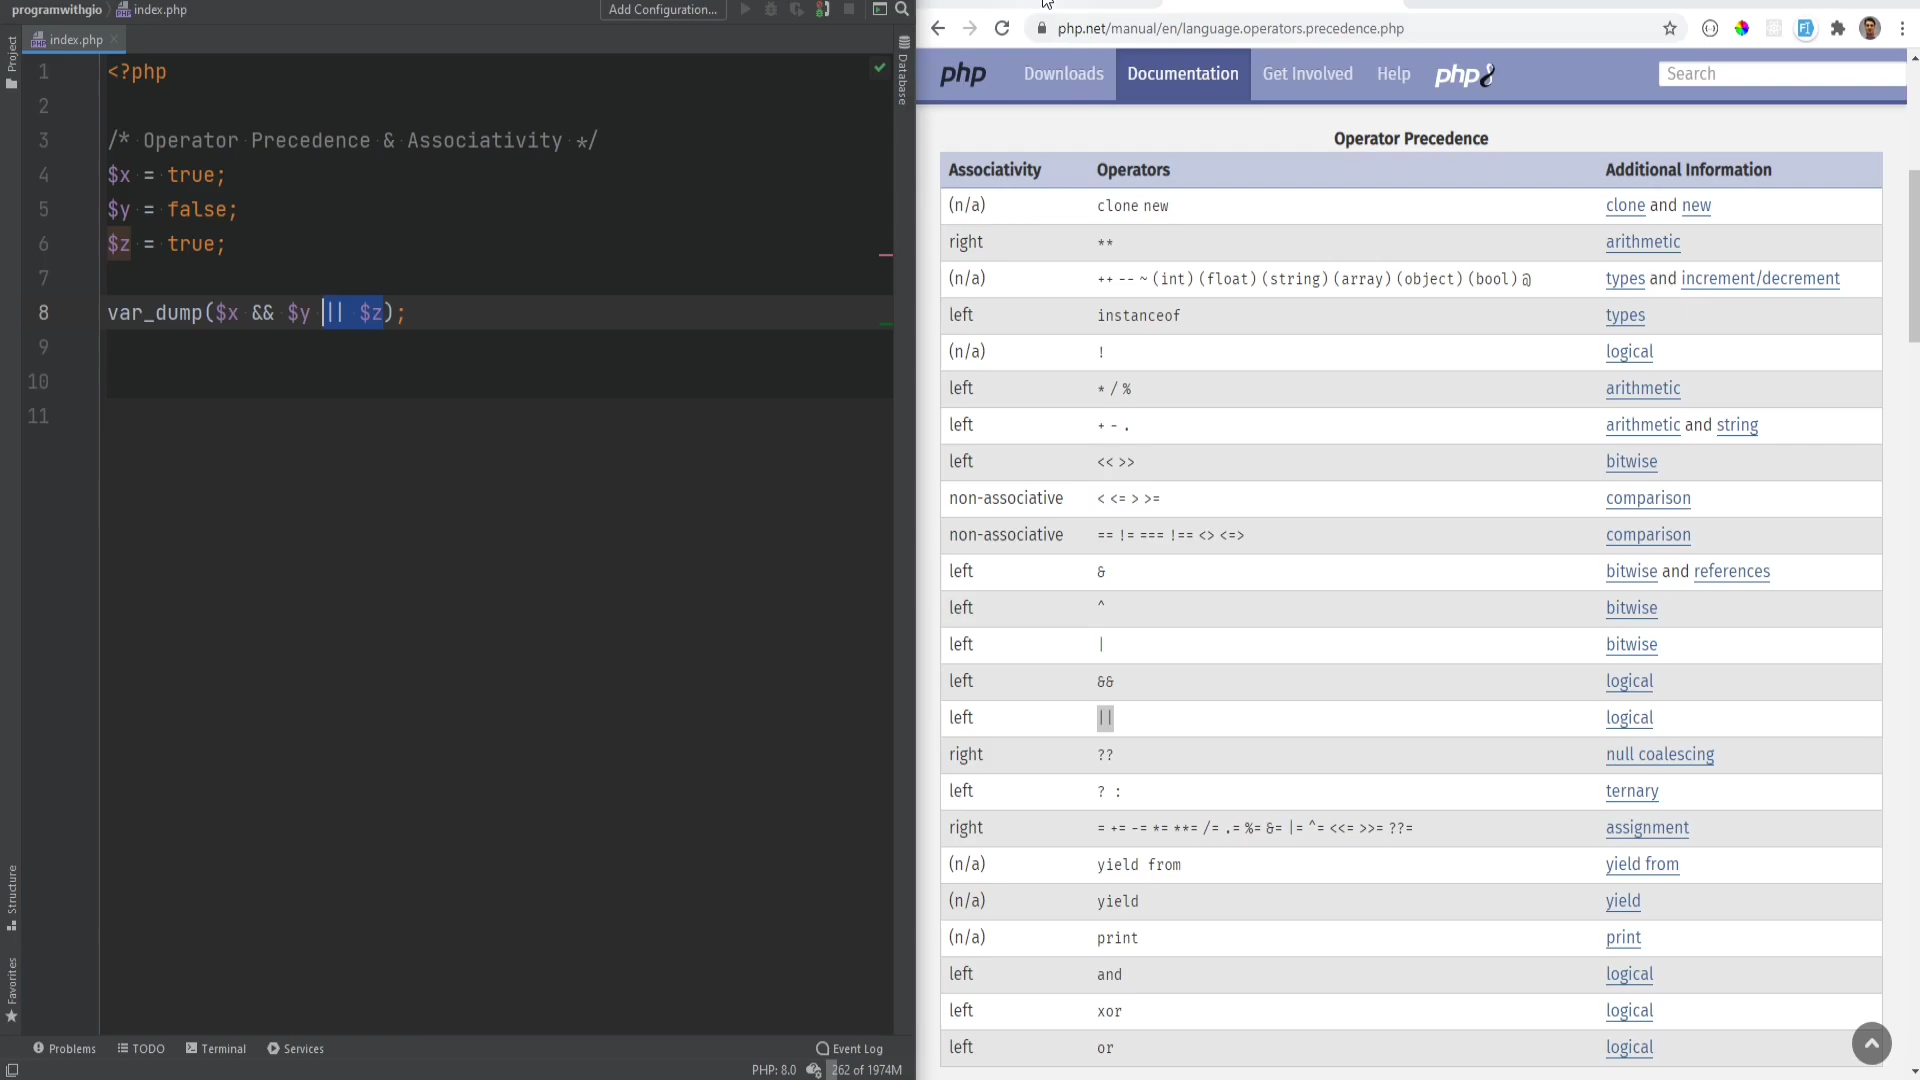 programwithgio
index.php
Add Configuration...
index.php
Project
Database
1
<?php
2
3
/* Operator Precedence & Associativity */
4
$x = true;
5
$y = false;
6
$z = true;
7
8
var_dump($x && $y || $z);
9
10
11
Structure
Favorites
Problems
TODO
Terminal
Services
Event Log
PHP: 8.0
262 of 1974M
php.net/manual/en/language.operators.precedence.php
php
Downloads
Documentation
Get Involved
Help
php8
Search
Operator Precedence
Associativity Operators Additional Information
(n/a) clone new clone and new
right ** arithmetic
(n/a) ++ -- ~ (int) (float) (string) (array) (object) (bool) @ types and increment/decrement
left instanceof types
(n/a) ! logical
left * / % arithmetic
left + - . arithmetic and string
left << >> bitwise
non-associative < <= > >= comparison
non-associative == != === !== <> <=> comparison
left & bitwise and references
left ^ bitwise
left | bitwise
left && logical
left || logical
right ?? null coalescing
left ? : ternary
right = += -= *= **= /= .= %= &= |= ^= <<= >>= ??= assignment
(n/a) yield from yield from
(n/a) yield yield
(n/a) print print
left and logical
left xor logical
left or logical